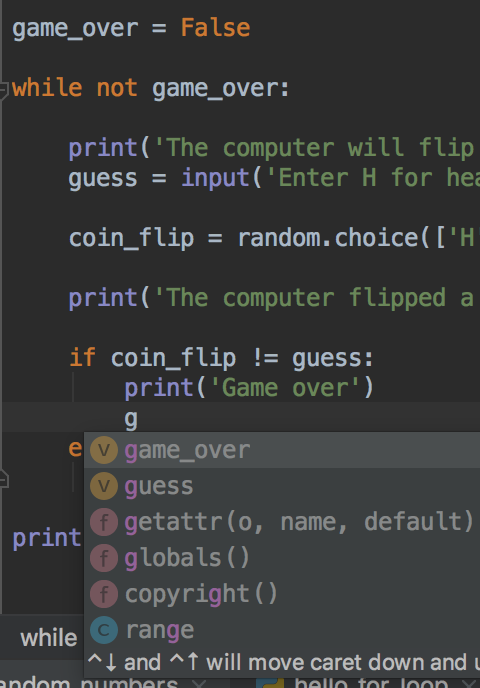 game_over = False
while not game_over:
print('The computer will flip
guess = input('Enter H for hea
coin_flip = random.choice(['H'
print('The computer flipped a
if coin_flip != guess:
print('Game over')
g
e
V game_over
V guess
f getattr(o, name, default)
f globals()
f copyright()
C range
print
while
^↓ and ^↑ will move caret down and u
andom_numbers × hello_for_loop ×